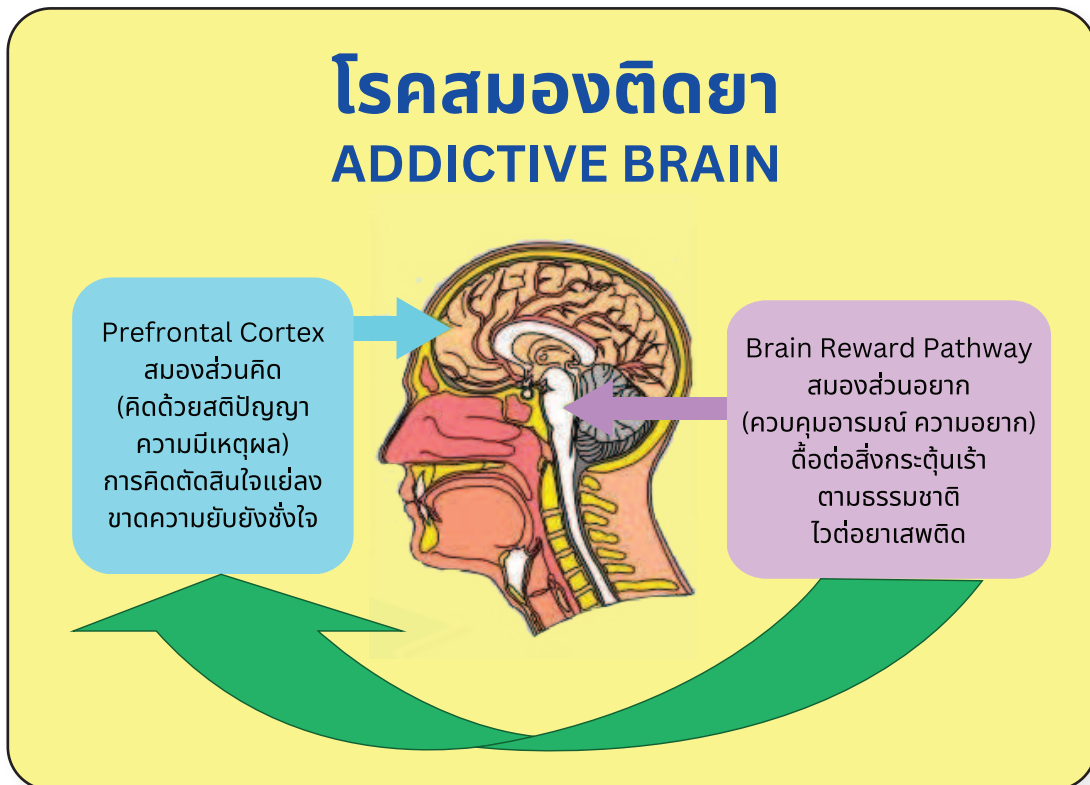 โรคสมองติดยา
ADDICTIVE BRAIN
Prefrontal Cortex
สมองส่วนคิด
(คิดด้วยสติปัญญา
ความมีเหตุผล)
การคิดตัดสินใจแย่ลง
ขาดความยับยังชั่งใจ
Brain Reward Pathway
สมองส่วนอยาก
(ควบคุมอารมณ์ ความอยาก)
ดื้อต่อสิ่งกระตุ้นเร้า
ตามธรรมชาติ
ไวต่อยาเสพติด